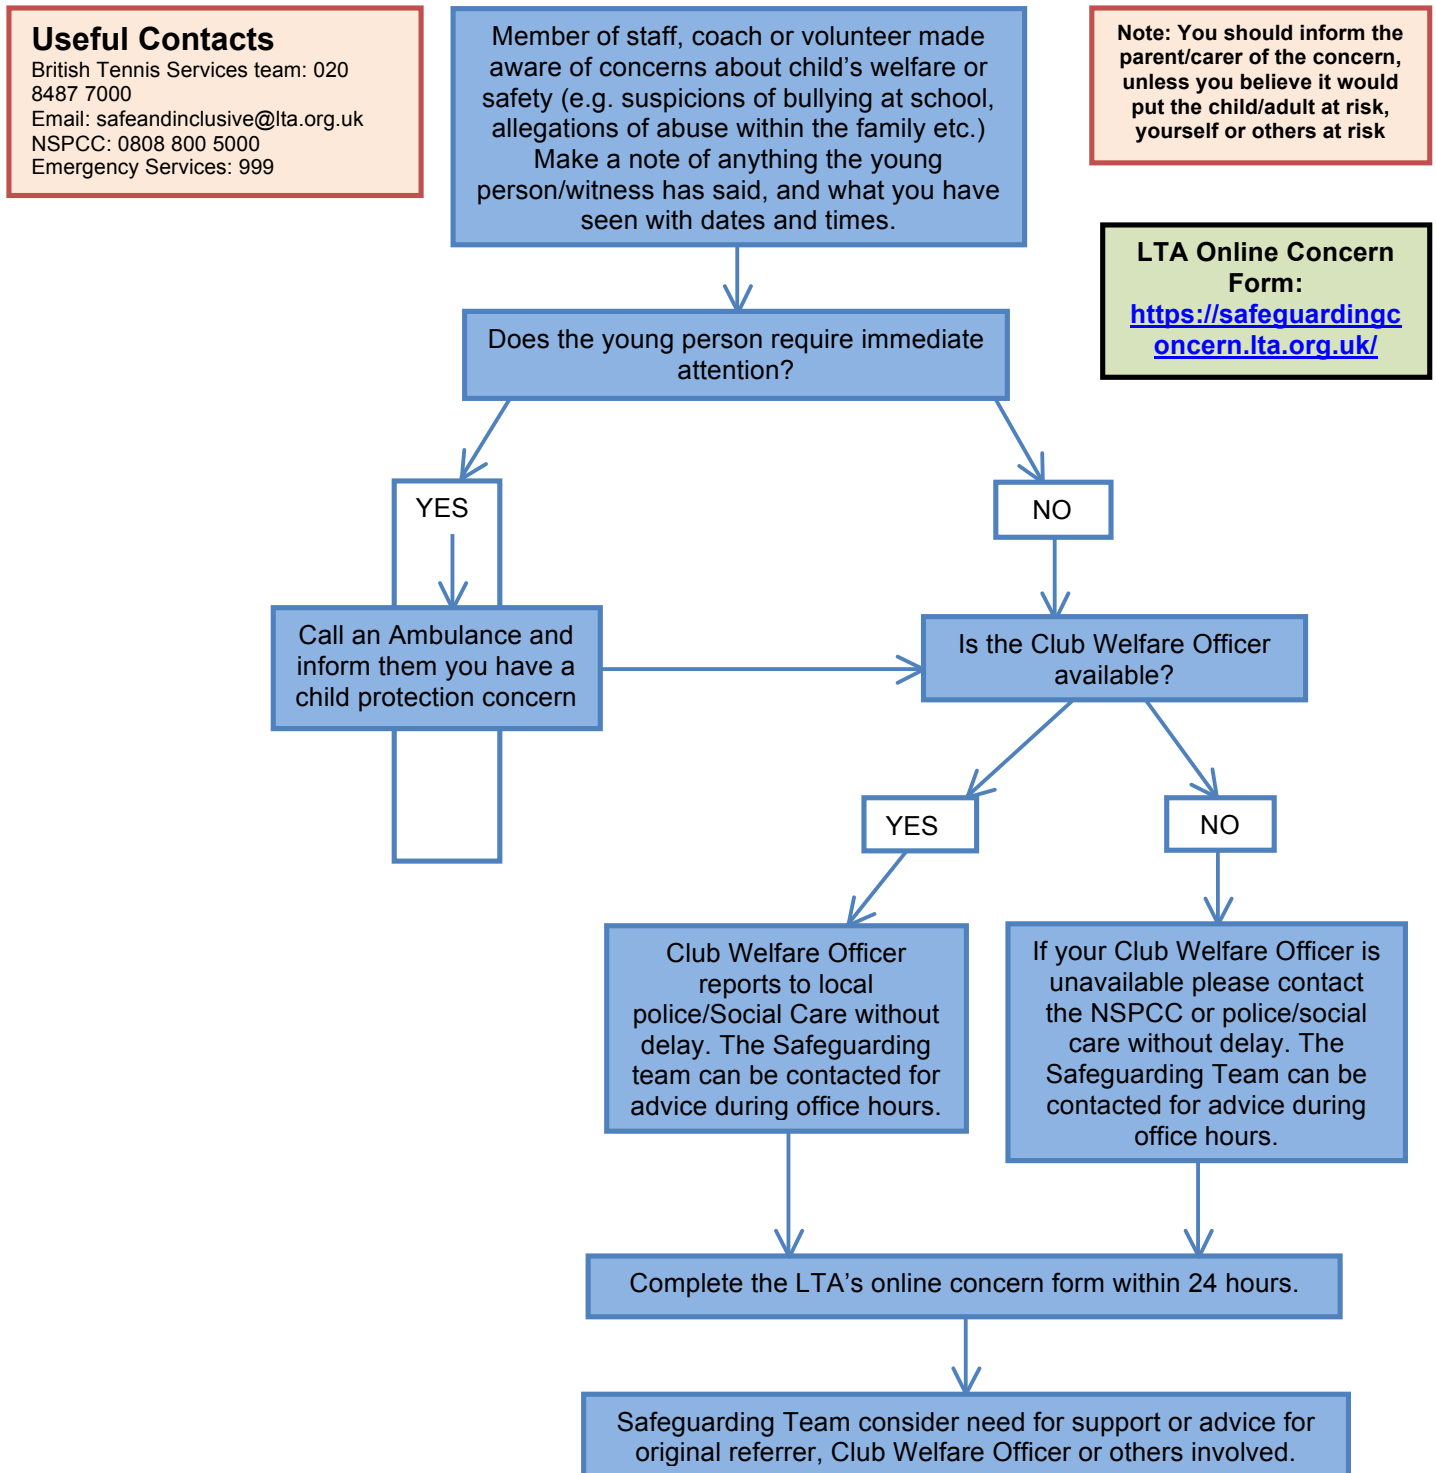 Useful Contacts
British Tennis Services team: 020
8487 7000
Email: safeandinclusive@lta.org.uk
NSPCC: 0808 800 5000
Emergency Services: 999
Member of staff, coach or volunteer made
aware of concerns about child’s welfare or
safety (e.g. suspicions of bullying at school,
allegations of abuse within the family etc.)
Make a note of anything the young
person/witness has said, and what you have
seen with dates and times.
Note: You should inform the
parent/carer of the concern,
unless you believe it would
put the child/adult at risk,
yourself or others at risk
LTA Online Concern
Form:
https://safeguardingc
oncern.lta.org.uk/
Does the young person require immediate
attention?
YES
NO
Call an Ambulance and
inform them you have a
child protection concern
Is the Club Welfare Officer
available?
YES
NO
Club Welfare Officer
reports to local
police/Social Care without
delay. The Safeguarding
team can be contacted for
advice during office hours.
If your Club Welfare Officer is
unavailable please contact
the NSPCC or police/social
care without delay. The
Safeguarding Team can be
contacted for advice during
office hours.
Complete the LTA’s online concern form within 24 hours.
Safeguarding Team consider need for support or advice for
original referrer, Club Welfare Officer or others involved.